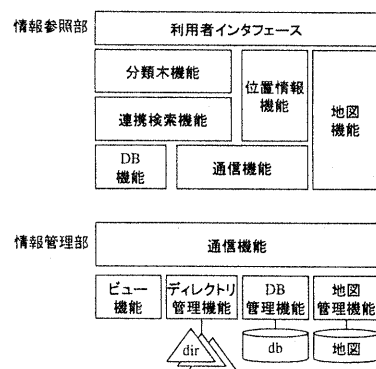 情報参照部
利用者インタフェース
分類木機能
位置情報
機能
地図
機能
連携検索機能
DB
機能
通信機能
情報管理部
通信機能
ビュー
機能
ディレクトリ
管理機能
DB
管理機能
地図
管理機能
dir
db
地図